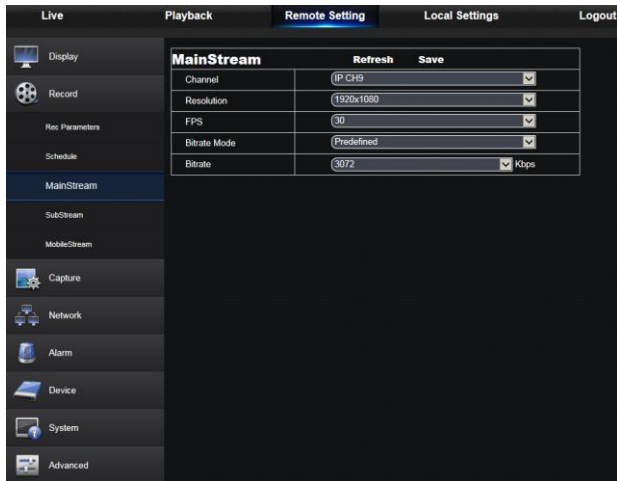 Live Playback Remote Setting Local Settings Logout
Display
Record
Rec Parameters
Schedule
MainStream
SubStream
MobileStream
Capture
Network
Alarm
Device
System
Advanced
MainStream Refresh Save
Channel IP CH9
Resolution 1920x1080
FPS 30
Bitrate Mode Predefined
Bitrate 3072 Kbps